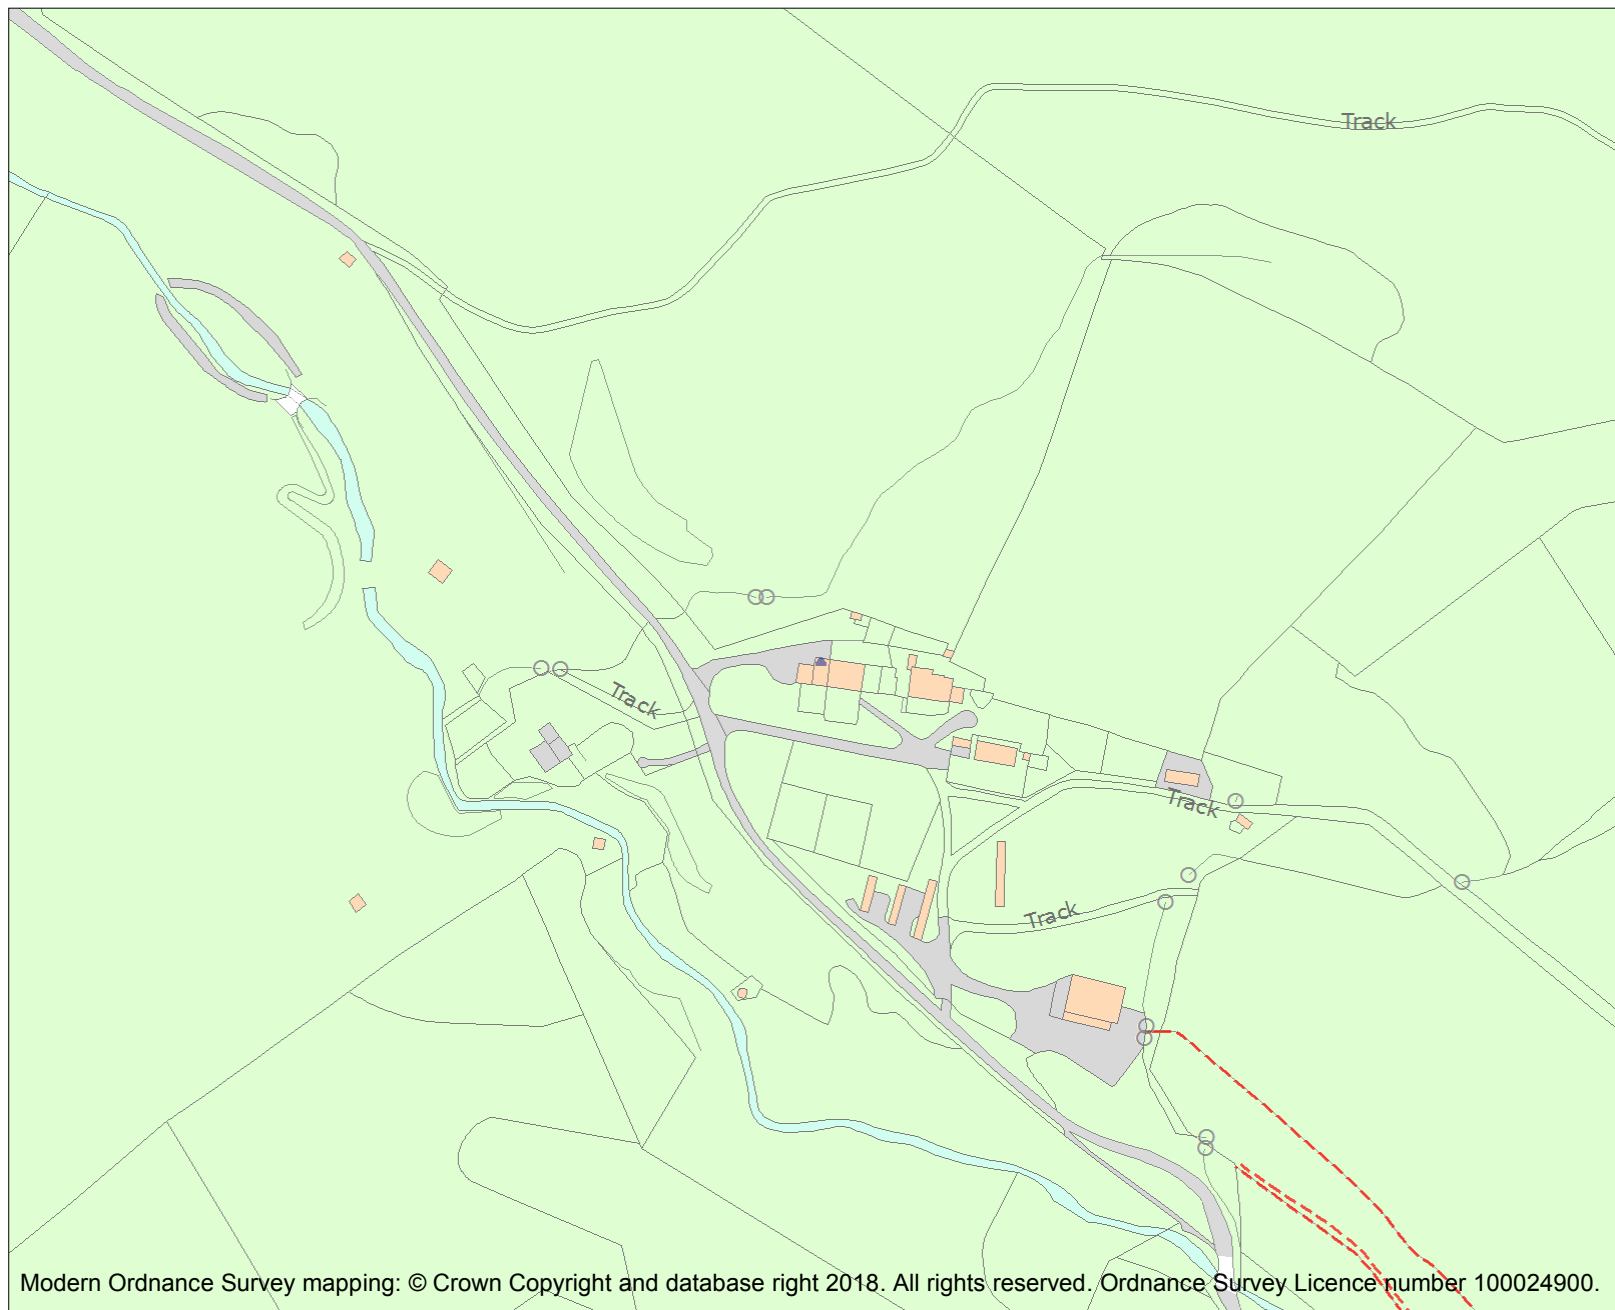 Track
Track
Track
Track
Modern Ordnance Survey mapping: © Crown Copyright and database right 2018. All rights reserved. Ordnance Survey Licence number 100024900.